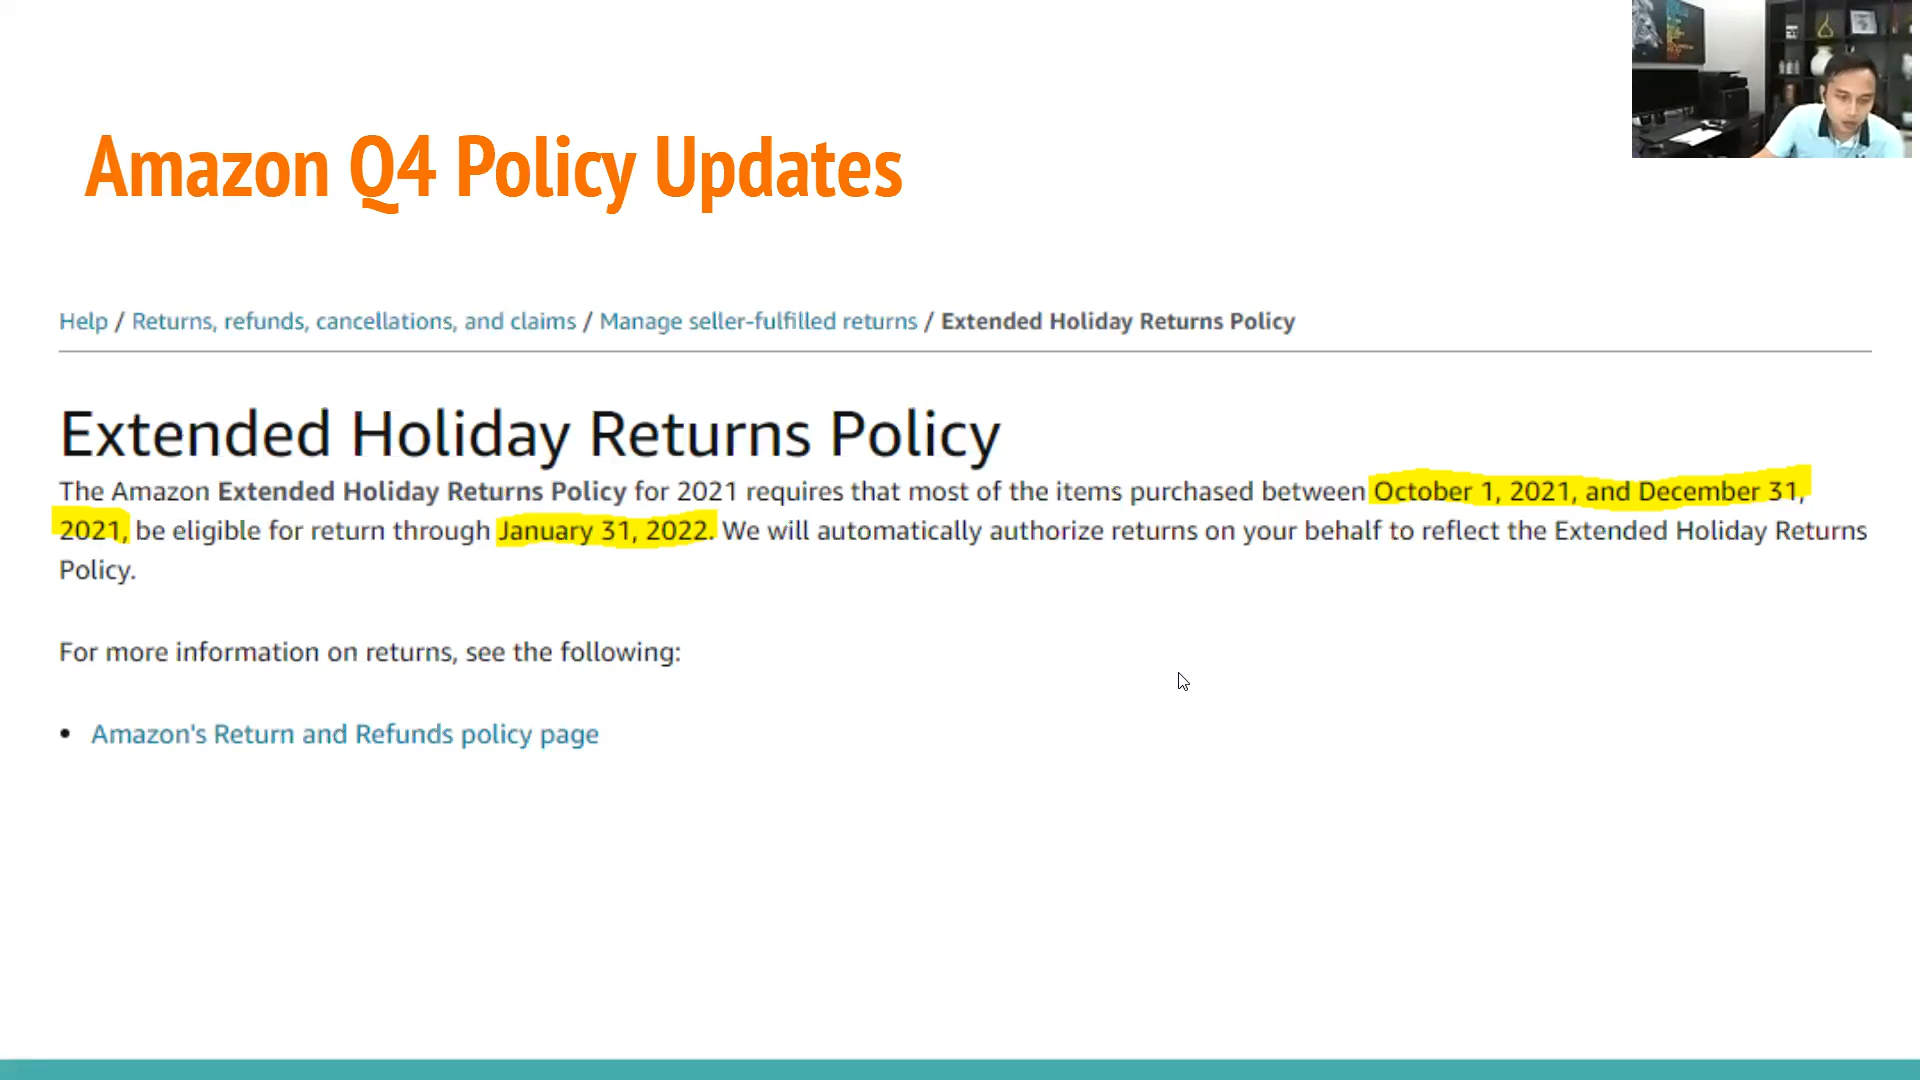 Amazon Q4 Policy Updates
Help / Returns, refunds, cancellations, and claims / Manage seller-fulfilled returns / Extended Holiday Returns Policy
Extended Holiday Returns Policy
The Amazon Extended Holiday Returns Policy for 2021 requires that most of the items purchased between October 1, 2021, and December 31,
2021, be eligible for return through January 31, 2022. We will automatically authorize returns on your behalf to reflect the Extended Holiday Returns
Policy.
For more information on returns, see the following:
• Amazon's Return and Refunds policy page